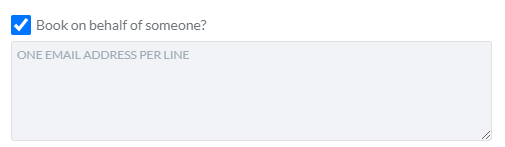 Book on behalf of someone?
ONE EMAIL ADDRESS PER LINE